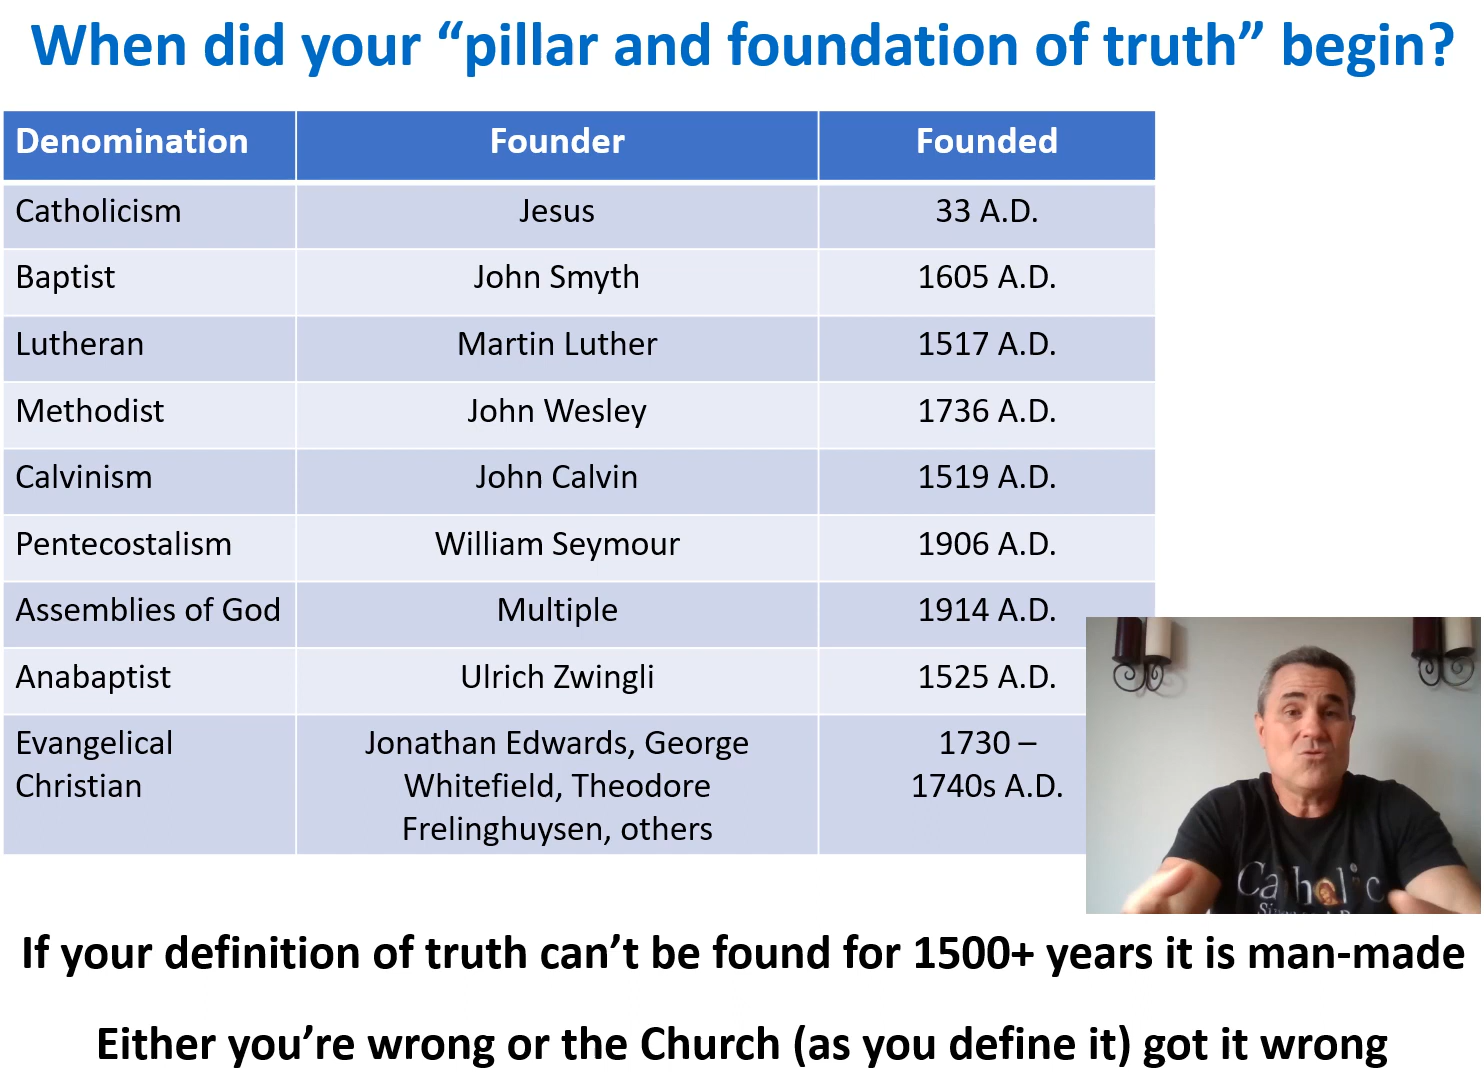 When did your “pillar and foundation of truth” begin?
Denomination Founder Founded
Catholicism Jesus 33 A.D.
Baptist John Smyth 1605 A.D.
Lutheran Martin Luther 1517 A.D.
Methodist John Wesley 1736 A.D.
Calvinism John Calvin 1519 A.D.
Pentecostalism William Seymour 1906 A.D.
Assemblies of God Multiple 1914 A.D.
Anabaptist Ulrich Zwingli 1525 A.D.
Evangelical Jonathan Edwards, George 1730 –
Christian Whitefield, Theodore 1740s A.D.
Frelinghuysen, others
Catholic
If your definition of truth can’t be found for 1500+ years it is man-made
Either you’re wrong or the Church (as you define it) got it wrong